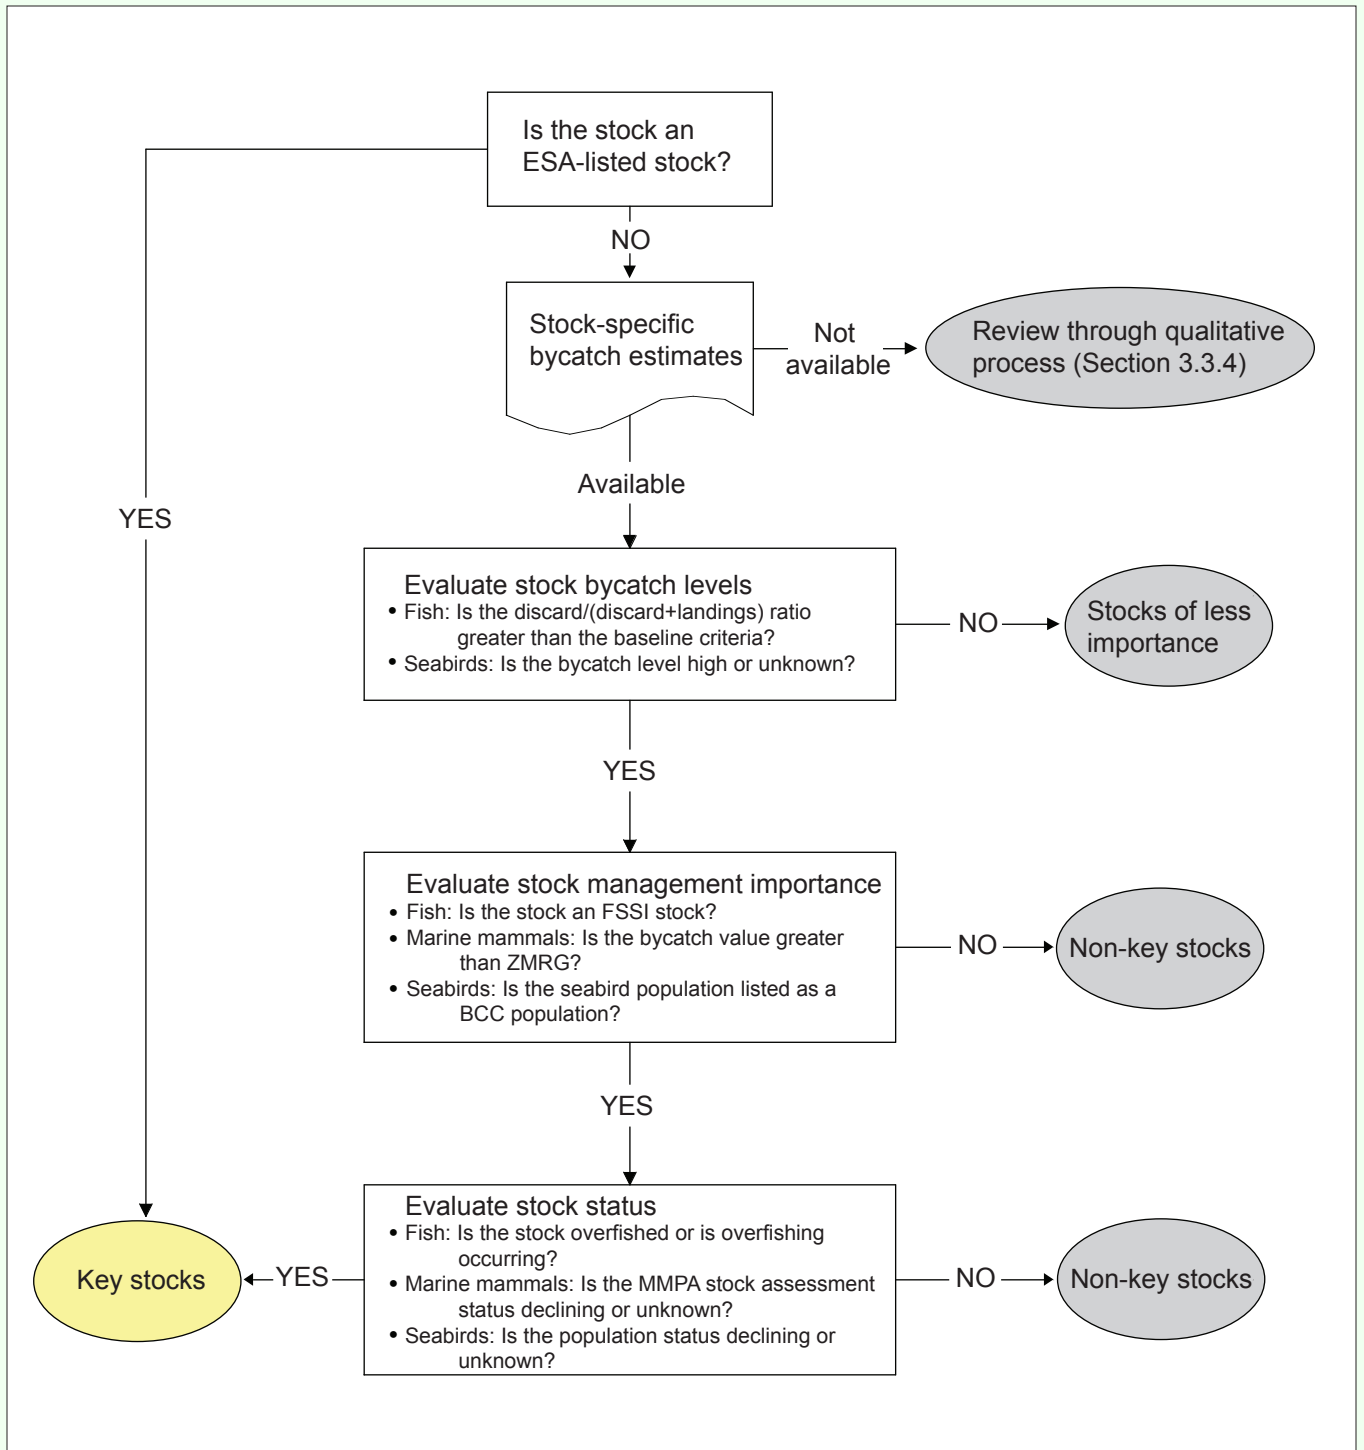 Is the stock an
ESA-listed stock?
NO
Stock-specific
bycatch estimates
Not
available
Review through qualitative
process (Section 3.3.4)
Available
YES
Evaluate stock bycatch levels
• Fish: Is the discard/(discard+landings) ratio
greater than the baseline criteria?
• Seabirds: Is the bycatch level high or unknown?
NO
Stocks of less
importance
YES
Evaluate stock management importance
• Fish: Is the stock an FSSI stock?
• Marine mammals: Is the bycatch value greater
than ZMRG?
• Seabirds: Is the seabird population listed as a
BCC population?
NO
Non-key stocks
YES
Evaluate stock status
• Fish: Is the stock overfished or is overfishing
occurring?
• Marine mammals: Is the MMPA stock assessment
status declining or unknown?
• Seabirds: Is the population status declining or
unknown?
YES
Key stocks
NO
Non-key stocks